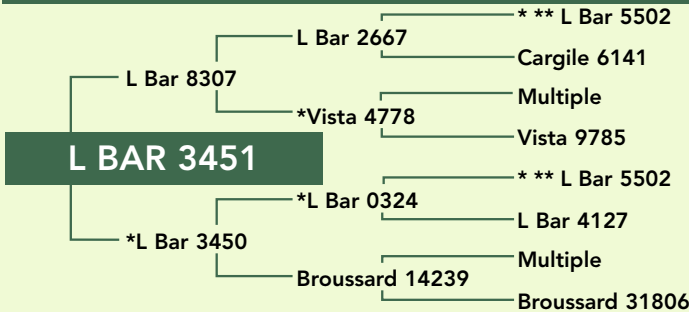 * ** L Bar 5502
L Bar 2667
Cargile 6141
L Bar 8307
Multiple
*Vista 4778
Vista 9785
L BAR 3451
* ** L Bar 5502
*L Bar 0324
L Bar 4127
*L Bar 3450
Multiple
Broussard 14239
Broussard 31806